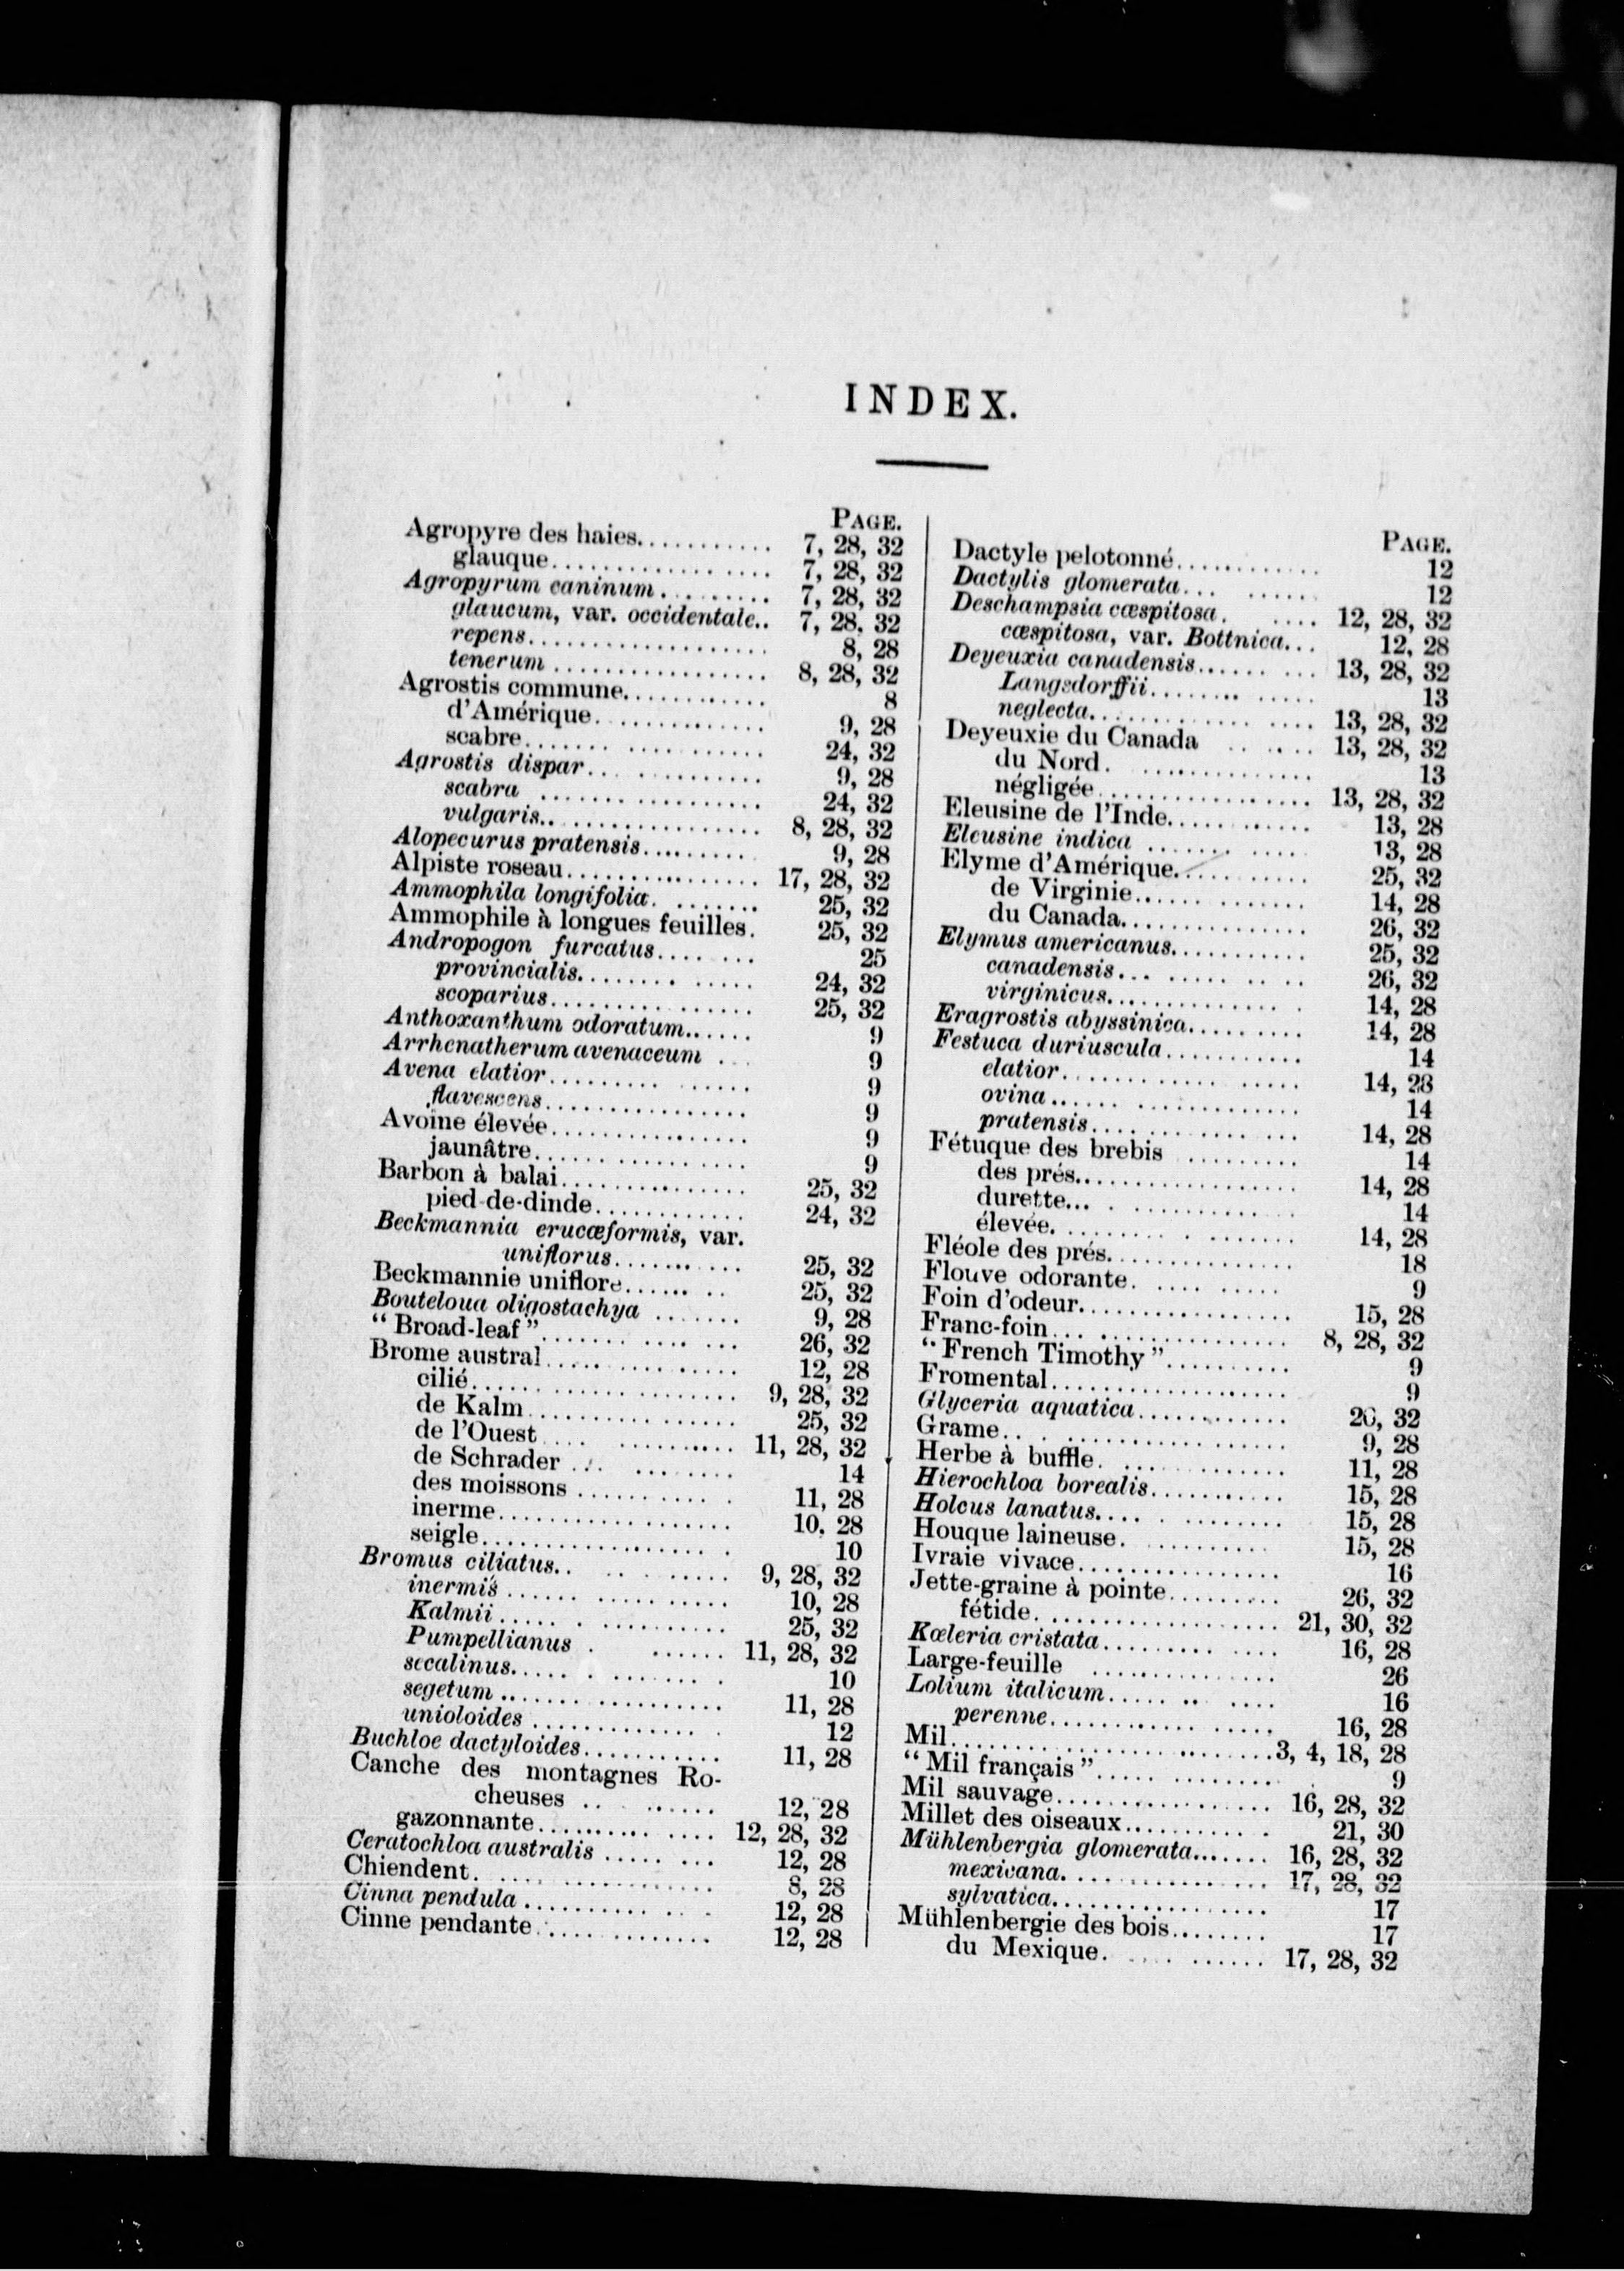 INDEX.
PAGE.
Agropyre des haies........... 7, 28, 32
glauque................. 7, 28, 32
Agropyrum caninum......... 7, 28, 32
glaucum, var. occidentale.. 7, 28, 32
repens................... 8, 28
tenerum................. 8, 28, 32
Agrostis commune............ 8
d'Amérique.............. 9, 28
scabre................. 24, 32
Agrostis dispar.............. 9, 28
scabra ................. 24, 32
vulgaris................. 8, 28, 32
Alopecurus pratensis.......... 9, 28
Alpiste roseau................ 17, 28, 32
Ammophila longifolia......... 25, 32
Ammophile à longues feuilles. 25, 32
Andropogon furcatus........ 25
provincialis.............. 24, 32
scoparius................ 25, 32
Anthoxanthum odoratum...... 9
Arrhenatherum avenaceum ... 9
Avena elatior............... 9
flavescens................ 9
Avoine élevée................ 9
jaunâtre................. 9
Barbon à balai............... 25, 32
pied-de-dinde............ 24, 32
Beckmannia erucæformis, var.
uniflorus.......... 25, 32
Beckmannie uniflore........ 25, 32
Bouteloua oligostachya ....... 9, 28
"Broad-leaf"............... 26, 32
Brome austral............... 12, 28
cilié.................... 9, 28, 32
de Kalm................ 25, 32
de l'Ouest.............. 11, 28, 32
de Schrader ........... 14
des moissons ............ 11, 28
inerme.................. 10, 28
seigle................... 10
Bromus ciliatus............. 9, 28, 32
inermis ................ 10, 28
Kalmii................ 25, 32
Pumpellianus ....... 11, 28, 32
secalinus.............. 10
segetum ................ 11, 28
unioloides .............. 12
Buchloe dactyloides........... 11, 28
Canche des montagnes Ro-
cheuses ........ 12, 28
gazonnante.............. 12, 28, 32
Ceratochloa australis ........ 12, 28
Chiendent................ 8, 28
Cinna pendula ............. 12, 28
Cinne pendante.............. 12, 28
PAGE.
Dactyle pelotonné............ 12
Dactylis glomerata......... 12
Deschampsia cæspitosa..... 12, 28, 32
cæspitosa, var. Bottnica... 12, 28
Deyeuxia canadensis......... 13, 28, 32
Langsdorffii.............. 13
neglecta................. 13, 28, 32
Deyeuxie du Canada ...... 13, 28, 32
du Nord................ 13
négligée................. 13, 28, 32
Eleusine de l'Inde........... 13, 28
Eleusine indica ............ 13, 28
Elyme d'Amérique........... 25, 32
de Virginie.............. 14, 28
du Canada............... 26, 32
Elymus americanus........... 25, 32
canadensis.............. 26, 32
virginicus............... 14, 28
Eragrostis abyssinica......... 14, 28
Festuca duriuscula........... 14
elatior................. 14, 28
ovina................... 14
pratensis................ 14, 28
Fétuque des brebis ......... 14
des prés.................. 14, 28
durette................. 14
élevée.................. 14, 28
Fléole des prés............... 18
Flouve odorante........... 9
Foin d'odeur................. 15, 28
Franc-foin................. 8, 28, 32
"French Timothy".......... 9
Fromental................... 9
Glyceria aquatica............. 26, 32
Grame..................... 9, 28
Herbe à buffle.............. 11, 28
Hierochloa borealis........... 15, 28
Holcus lanatus.............. 15, 28
Houque laineuse............ 15, 28
Ivraie vivace................. 16
Jette-graine à pointe.......... 26, 32
fétide.................. 21, 30, 32
Kœleria cristata............. 16, 28
Large-feuille ............... 26
Lolium italicum............ 16
perenne................. 16, 28
Mil........................3, 4, 18, 28
"Mil français"............. 9
Mil sauvage................. 16, 28, 32
Millet des oiseaux............ 21, 30
Mühlenbergia glomerata....... 16, 28, 32
mexicana................ 17, 28, 32
sylvatica................. 17
Mühlenbergie des bois........ 17
du Mexique........... 17, 28, 32